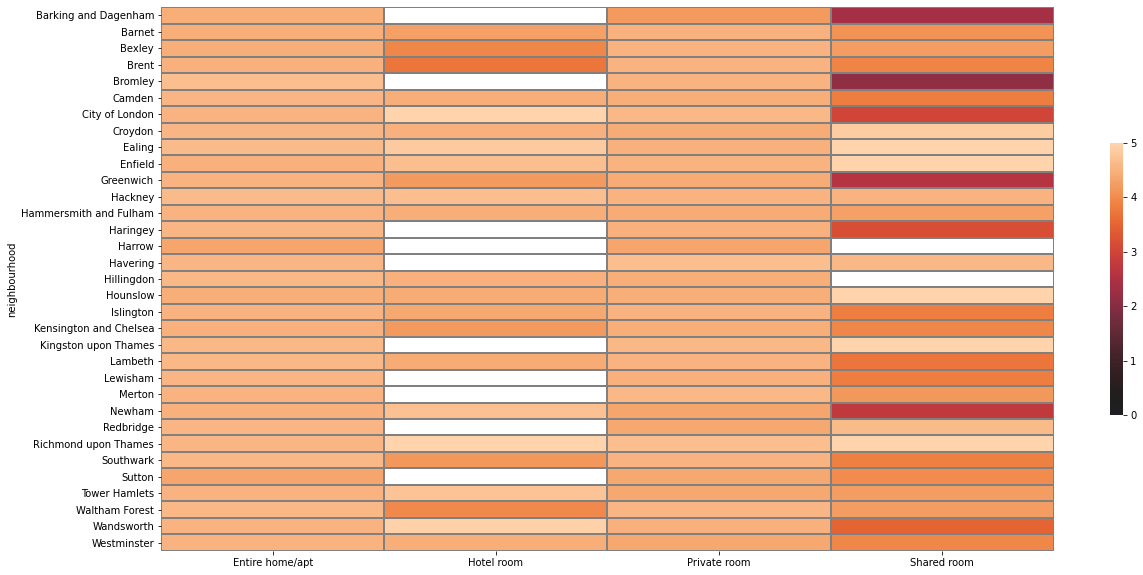 neighbourhood
Barking and Dagenham
Barnet
Bexley
Brent
Bromley
Camden
City of London
Croydon
Ealing
Enfield
Greenwich
Hackney
Hammersmith and Fulham
Haringey
Harrow
Havering
Hillingdon
Hounslow
Islington
Kensington and Chelsea
Kingston upon Thames
Lambeth
Lewisham
Merton
Newham
Redbridge
Richmond upon Thames
Southwark
Sutton
Tower Hamlets
Waltham Forest
Wandsworth
Westminster
Entire home/apt
Hotel room
Private room
Shared room
5
4
3
2
1
0